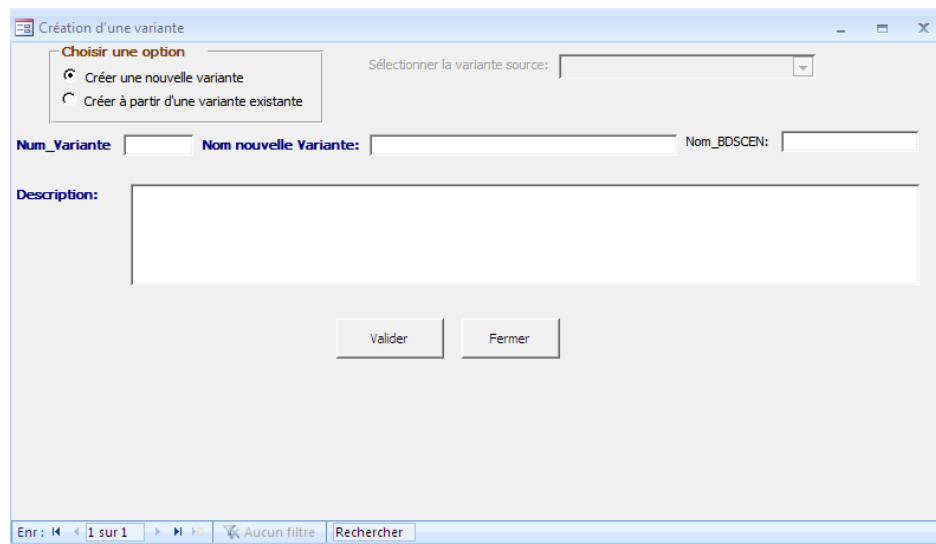 Création d'une variante
Choisir une option
Créer une nouvelle variante
Créer à partir d'une variante existante
Sélectionner la variante source:
Num_Variante Nom nouvelle Variante: Nom_BDSCEN:
Description:
Valider Fermer
Enr : 1 sur 1 Aucun filtre Rechercher